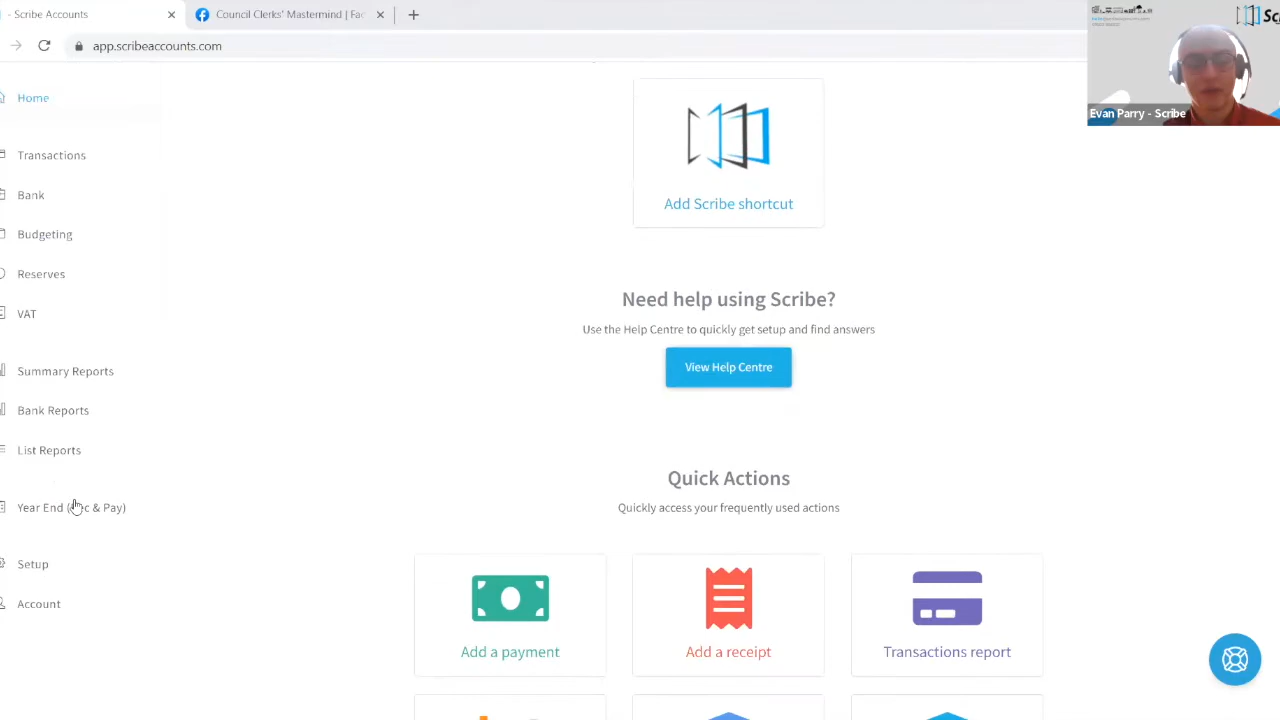 - Scribe Accounts
Council Clerks' Mastermind | Fac
app.scribeaccounts.com
Evan Parry - Scribe
Home
Transactions
Bank
Budgeting
Reserves
VAT
Summary Reports
Bank Reports
List Reports
Year End (Rec & Pay)
Setup
Account
Add Scribe shortcut
Need help using Scribe?
Use the Help Centre to quickly get setup and find answers
View Help Centre
Quick Actions
Quickly access your frequently used actions
Add a payment
Add a receipt
Transactions report